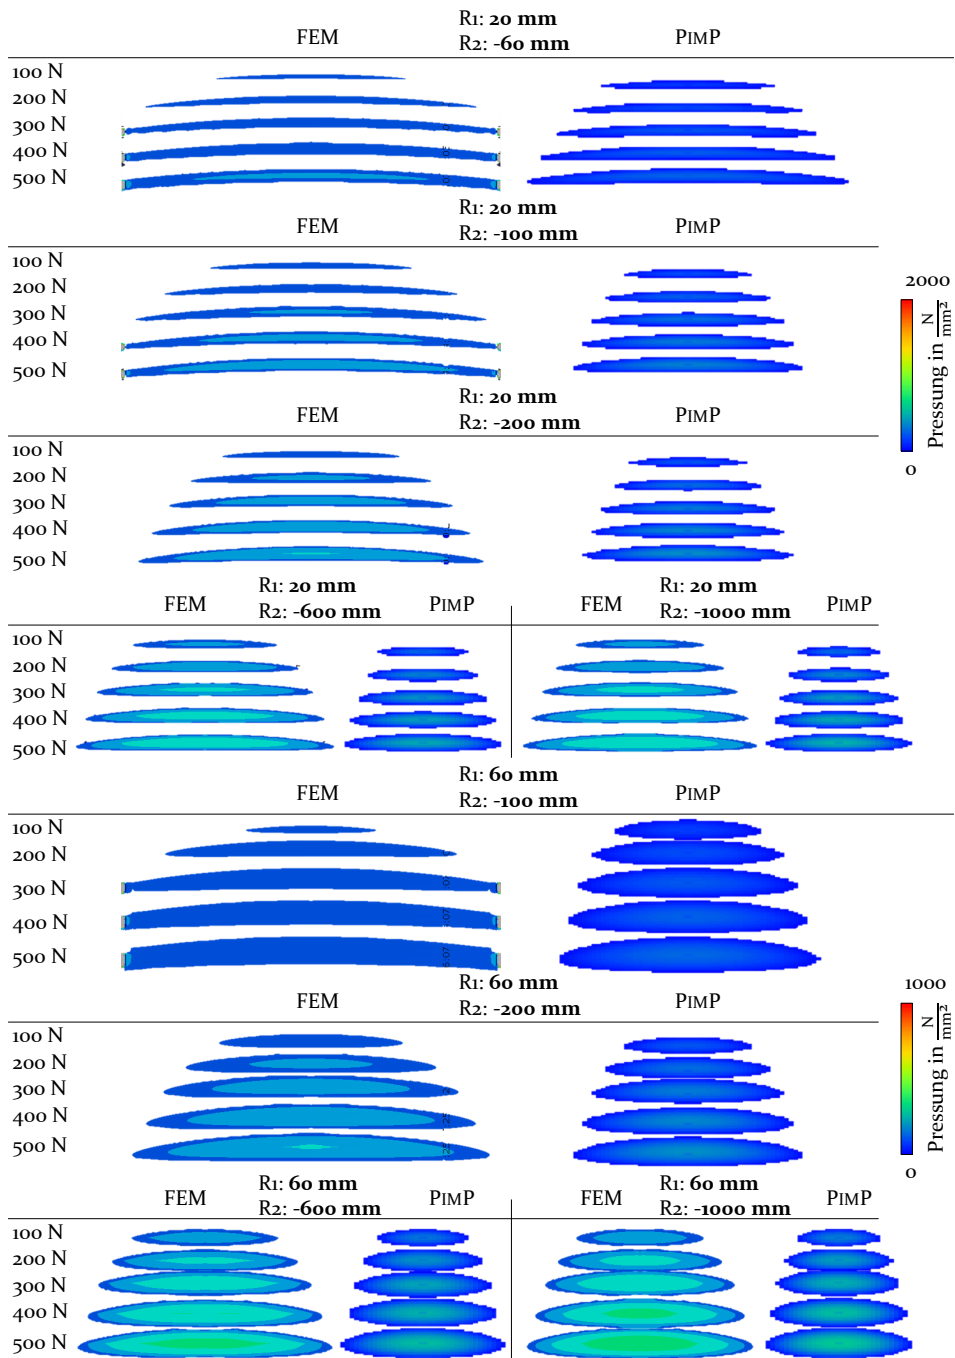 R1: 20 mm
FEM R2: -60 mm PIMP
100 N
200 N
300 N
400 N
500 N
R1: 20 mm
FEM R2: -100 mm PIMP
100 N
200 N
300 N
400 N
500 N
2000
Pressung in N/mm²
0
R1: 20 mm
FEM R2: -200 mm PIMP
100 N
200 N
300 N
400 N
500 N
R1: 20 mm R1: 20 mm
FEM R2: -600 mm PIMP FEM R2: -1000 mm PIMP
100 N
200 N
300 N
400 N
500 N
R1: 60 mm
FEM R2: -100 mm PIMP
100 N
200 N
300 N
400 N
500 N
R1: 60 mm
FEM R2: -200 mm PIMP
100 N
200 N
300 N
400 N
500 N
1000
Pressung in N/mm²
0
R1: 60 mm R1: 60 mm
FEM R2: -600 mm PIMP FEM R2: -1000 mm PIMP
100 N
200 N
300 N
400 N
500 N